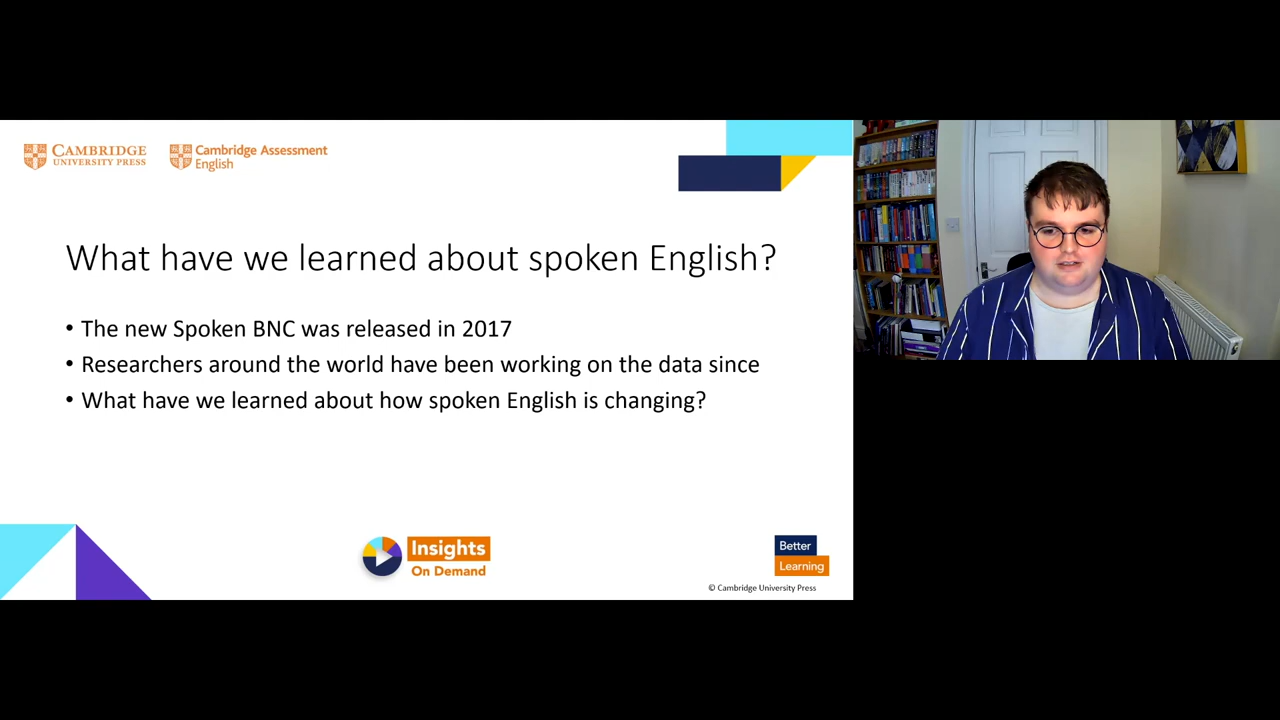 CAMBRIDGE
UNIVERSITY PRESS
Cambridge Assessment
English
What have we learned about spoken English?
• The new Spoken BNC was released in 2017
• Researchers around the world have been working on the data since
• What have we learned about how spoken English is changing?
Insights
On Demand
Better
Learning
© Cambridge University Press